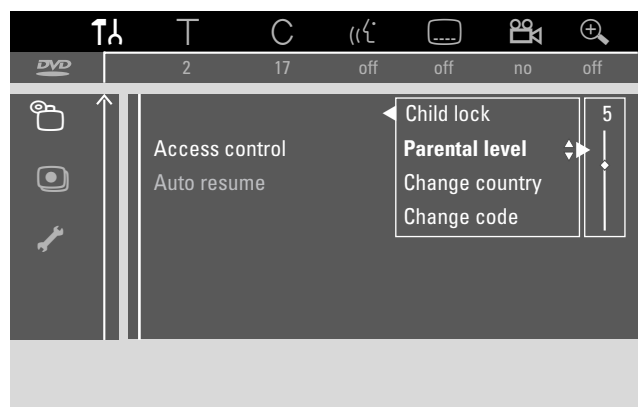 T C
DVD 2 17 off off no off
Child lock 5
Access control Parental level
Auto resume Change country
Change code